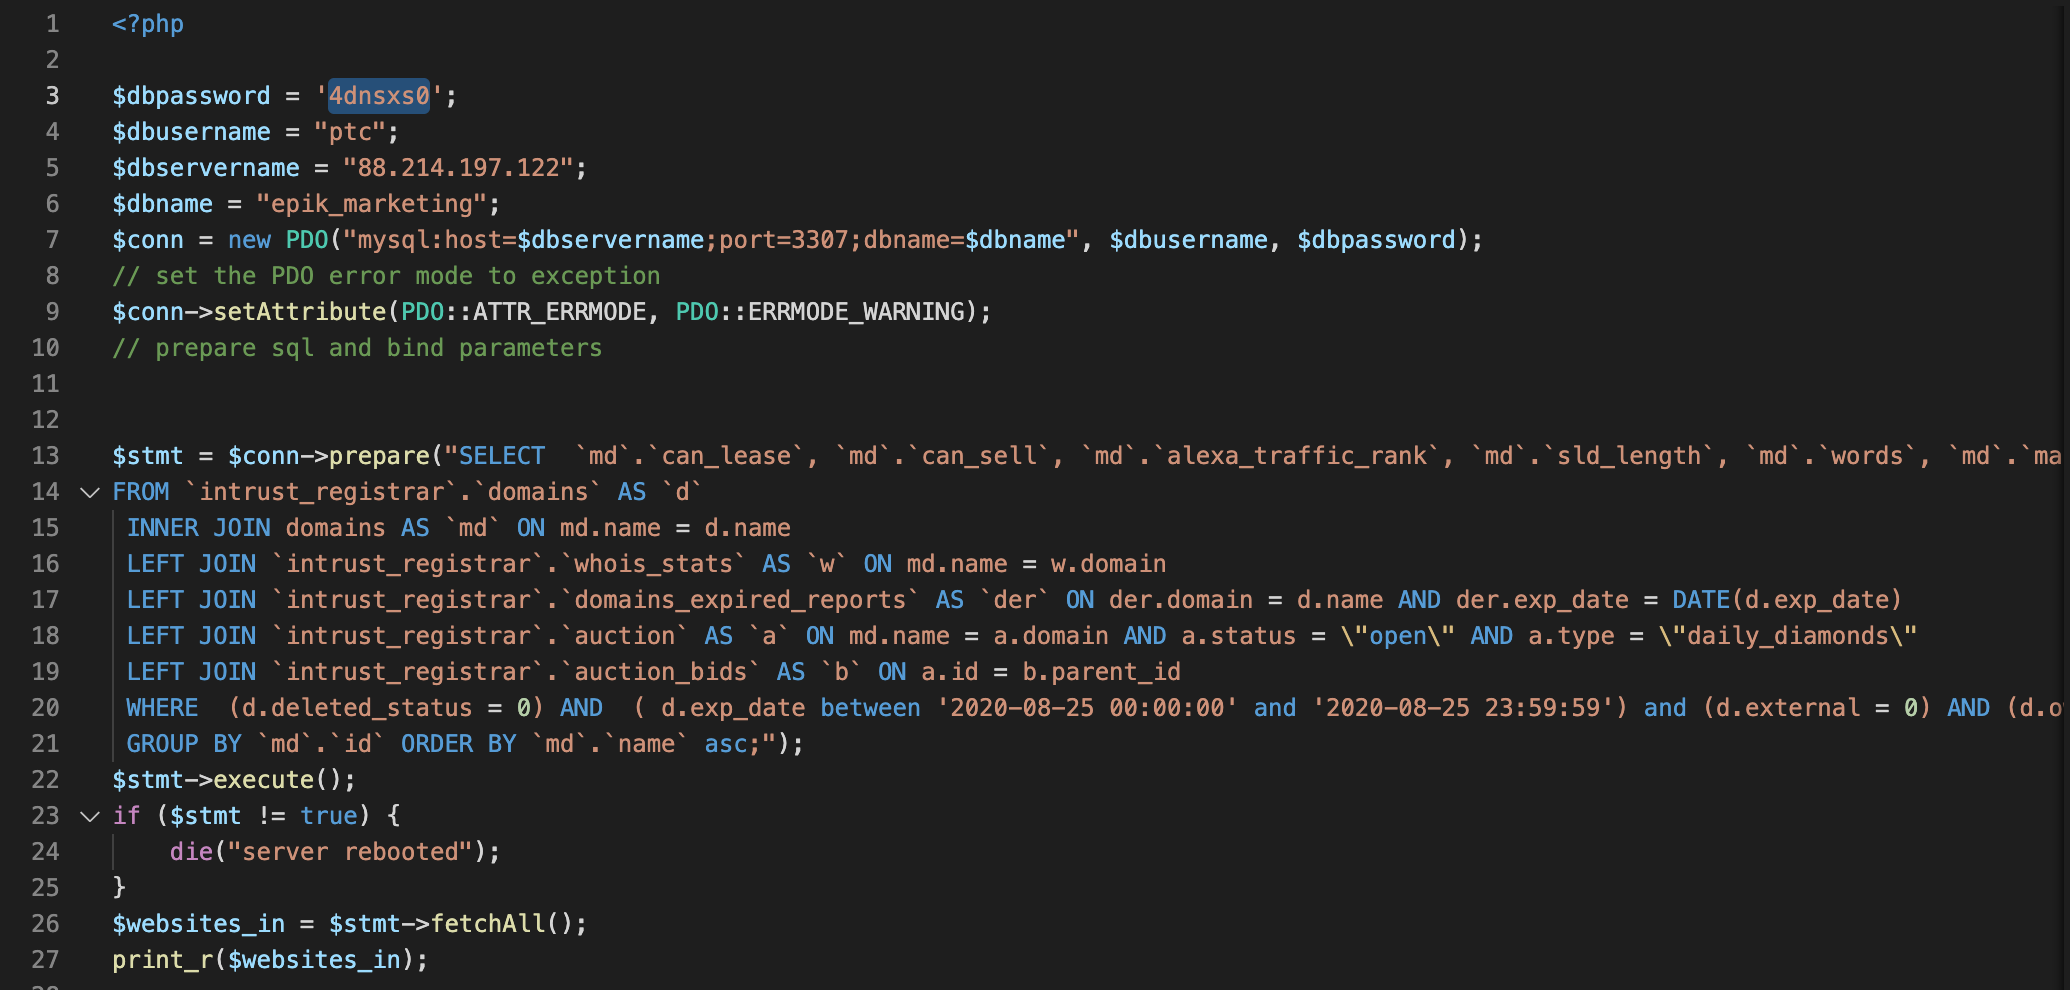 1 <?php
2
3 $dbpassword = '4dnsxs0';
4 $dbusername = "ptc";
5 $dbservername = "88.214.197.122";
6 $dbname = "epik_marketing";
7 $conn = new PDO("mysql:host=$dbservername;port=3307;dbname=$dbname", $dbusername, $dbpassword);
8 // set the PDO error mode to exception
9 $conn->setAttribute(PDO::ATTR_ERRMODE, PDO::ERRMODE_WARNING);
10 // prepare sql and bind parameters
11
12
13 $stmt = $conn->prepare("SELECT  `md`.`can_lease`, `md`.`can_sell`, `md`.`alexa_traffic_rank`, `md`.`sld_length`, `md`.`words`, `md`.`ma
14 FROM `intrust_registrar`.`domains` AS `d`
15 INNER JOIN domains AS `md` ON md.name = d.name
16 LEFT JOIN `intrust_registrar`.`whois_stats` AS `w` ON md.name = w.domain
17 LEFT JOIN `intrust_registrar`.`domains_expired_reports` AS `der` ON der.domain = d.name AND der.exp_date = DATE(d.exp_date)
18 LEFT JOIN `intrust_registrar`.`auction` AS `a` ON md.name = a.domain AND a.status = \"open\" AND a.type = \"daily_diamonds\"
19 LEFT JOIN `intrust_registrar`.`auction_bids` AS `b` ON a.id = b.parent_id
20 WHERE  (d.deleted_status = 0) AND  ( d.exp_date between '2020-08-25 00:00:00' and '2020-08-25 23:59:59') and (d.external = 0) AND (d.o
21 GROUP BY `md`.`id` ORDER BY `md`.`name` asc;");
22 $stmt->execute();
23 if ($stmt != true) {
24 die("server rebooted");
25 }
26 $websites_in = $stmt->fetchAll();
27 print_r($websites_in);